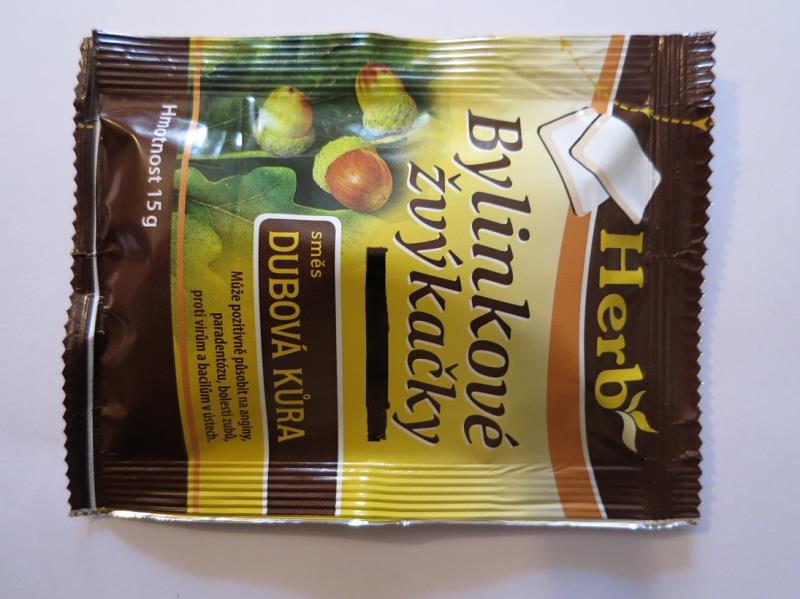 Herb
Bylinkové
žvýkačky
směs
DUBOVÁ KŮRA
Může pozitivně působit na anginy,
paradentózu, bolesti zubů,
proti virům a bacilům v ústech.
Hmotnost 15 g